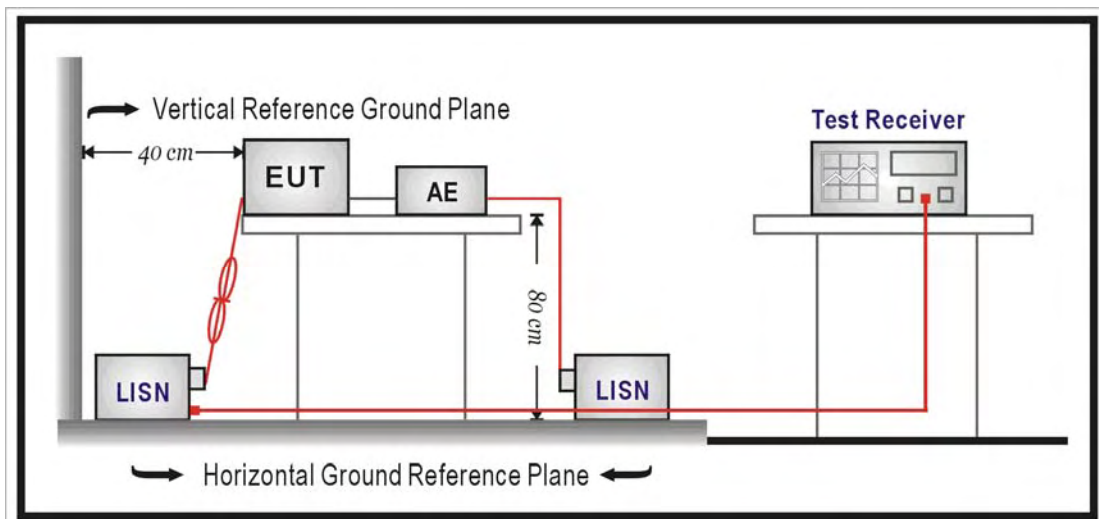 Vertical Reference Ground Plane
40 cm
EUT
AE
Test Receiver
80 cm
LISN
LISN
Horizontal Ground Reference Plane